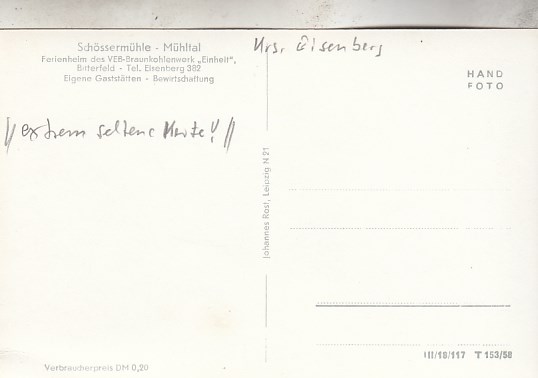 Schössermühle - Mühltal
Ferienheim des VEB-Braunkohlenwerk „Einheit“,
Bitterfeld - Tel. Eisenberg 382
Eigene Gaststätten - Bewirtschaftung
Krs. Eisenberg
HAND
FOTO
// extrem seltene Karte! //
Johannes Rost, Leipzig N 21
III/18/117 T 153/58
Verbraucherpreis DM 0,20